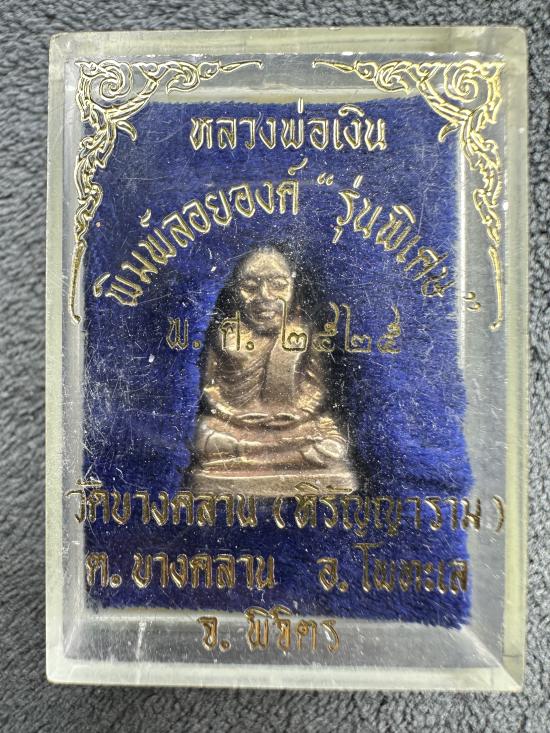 หลวงพ่อเงิน
พิมพ์ลอยองค์ "รุ่นพิเศษ"
พ. ศ. ๒๕๒๕
วัดบางคลาน (หิรัญญาราม)
ต. บางคลาน อ. โพทะเล
จ. พิจิตร